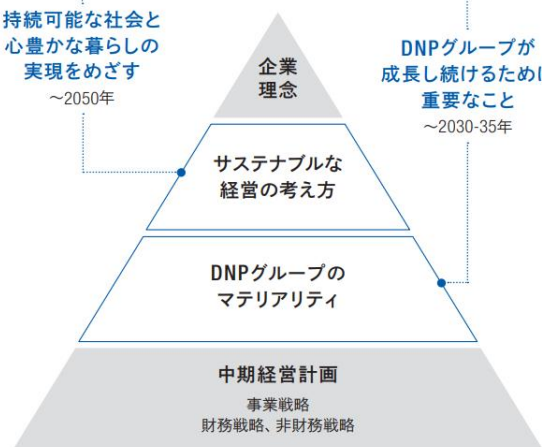 持続可能な社会と
心豊かな暮らしの
実現をめざす
〜2050年
DNPグループが
成長し続けるために
重要なこと
〜2030-35年
企業
理念
サステナブルな
経営の考え方
DNPグループの
マテリアリティ
中期経営計画
事業戦略
財務戦略、非財務戦略